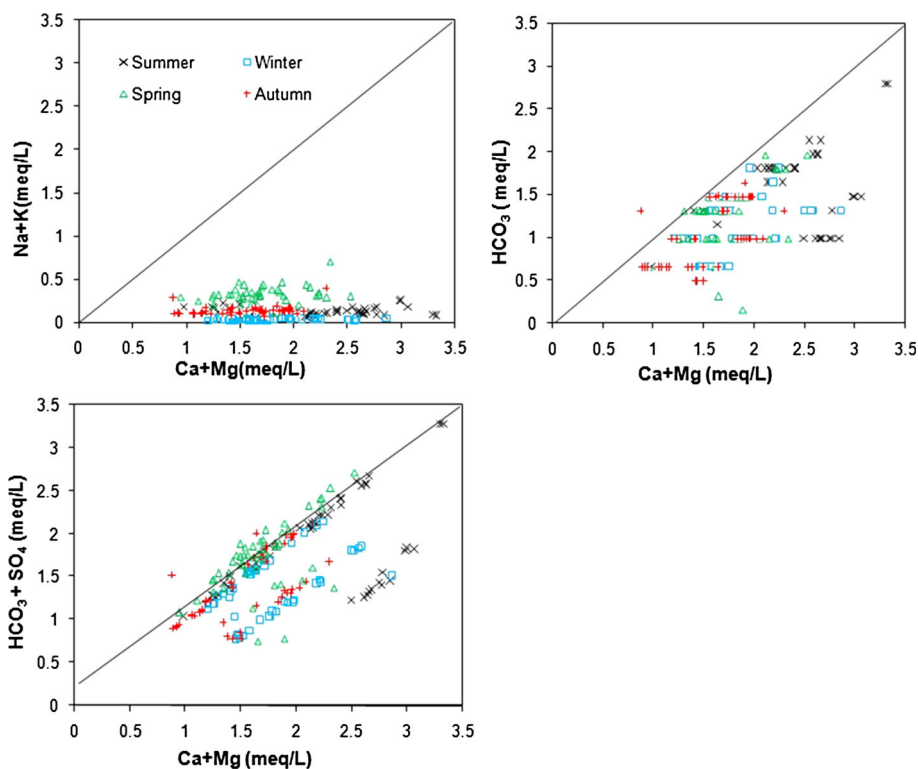 3.5
3
2.5
2
1.5
1
0.5
0
Na+K(meq/L)
Summer Winter
Spring Autumn
0 0.5 1 1.5 2 2.5 3 3.5
Ca+Mg(meq/L)
3.5
3
2.5
2
1.5
1
0.5
0
HCO3 (meq/L)
0 0.5 1 1.5 2 2.5 3 3.5
Ca+Mg (meq/L)
3.5
3
2.5
2
1.5
1
0.5
0
HCO3 + SO4 (meq/L)
0 0.5 1 1.5 2 2.5 3 3.5
Ca+Mg (meq/L)